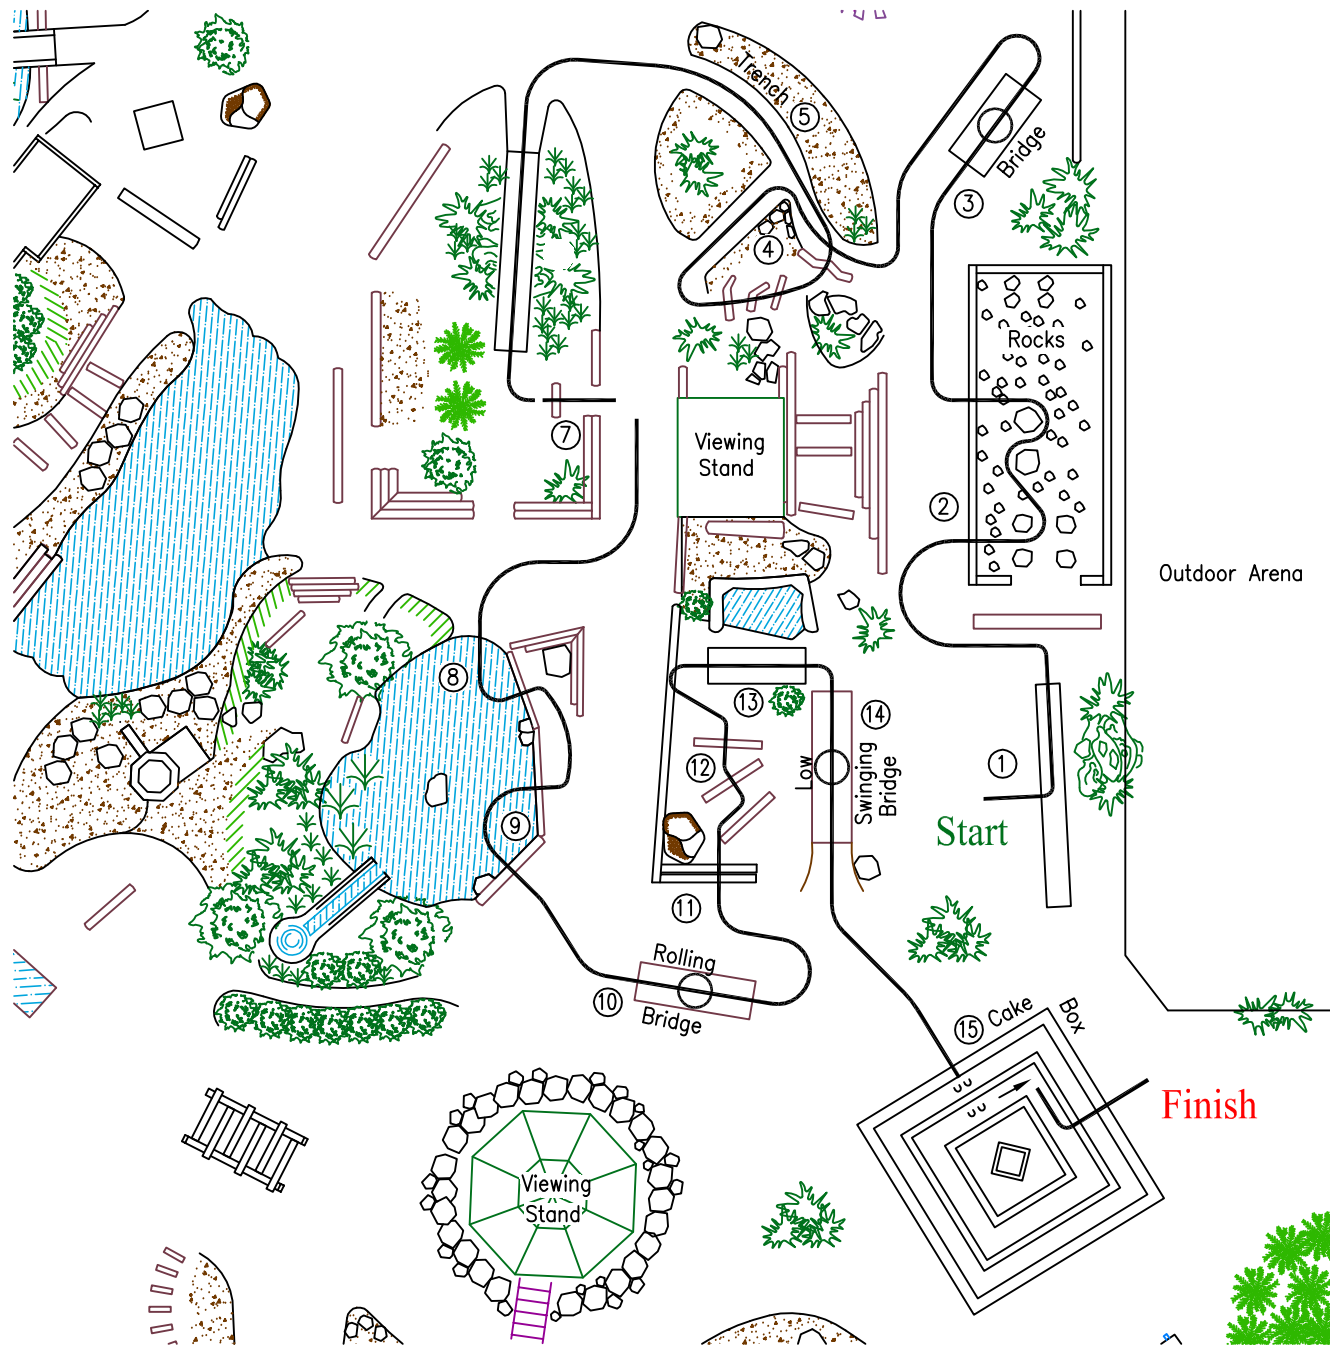 Trench
5
Bridge
3
4
Rocks
Viewing
Stand
7
2
Outdoor Arena
8
13
14
Low
Swinging
Bridge
12
1
Start
9
11
Rolling
10
Bridge
15 Cake
Box
Finish
Viewing
Stand